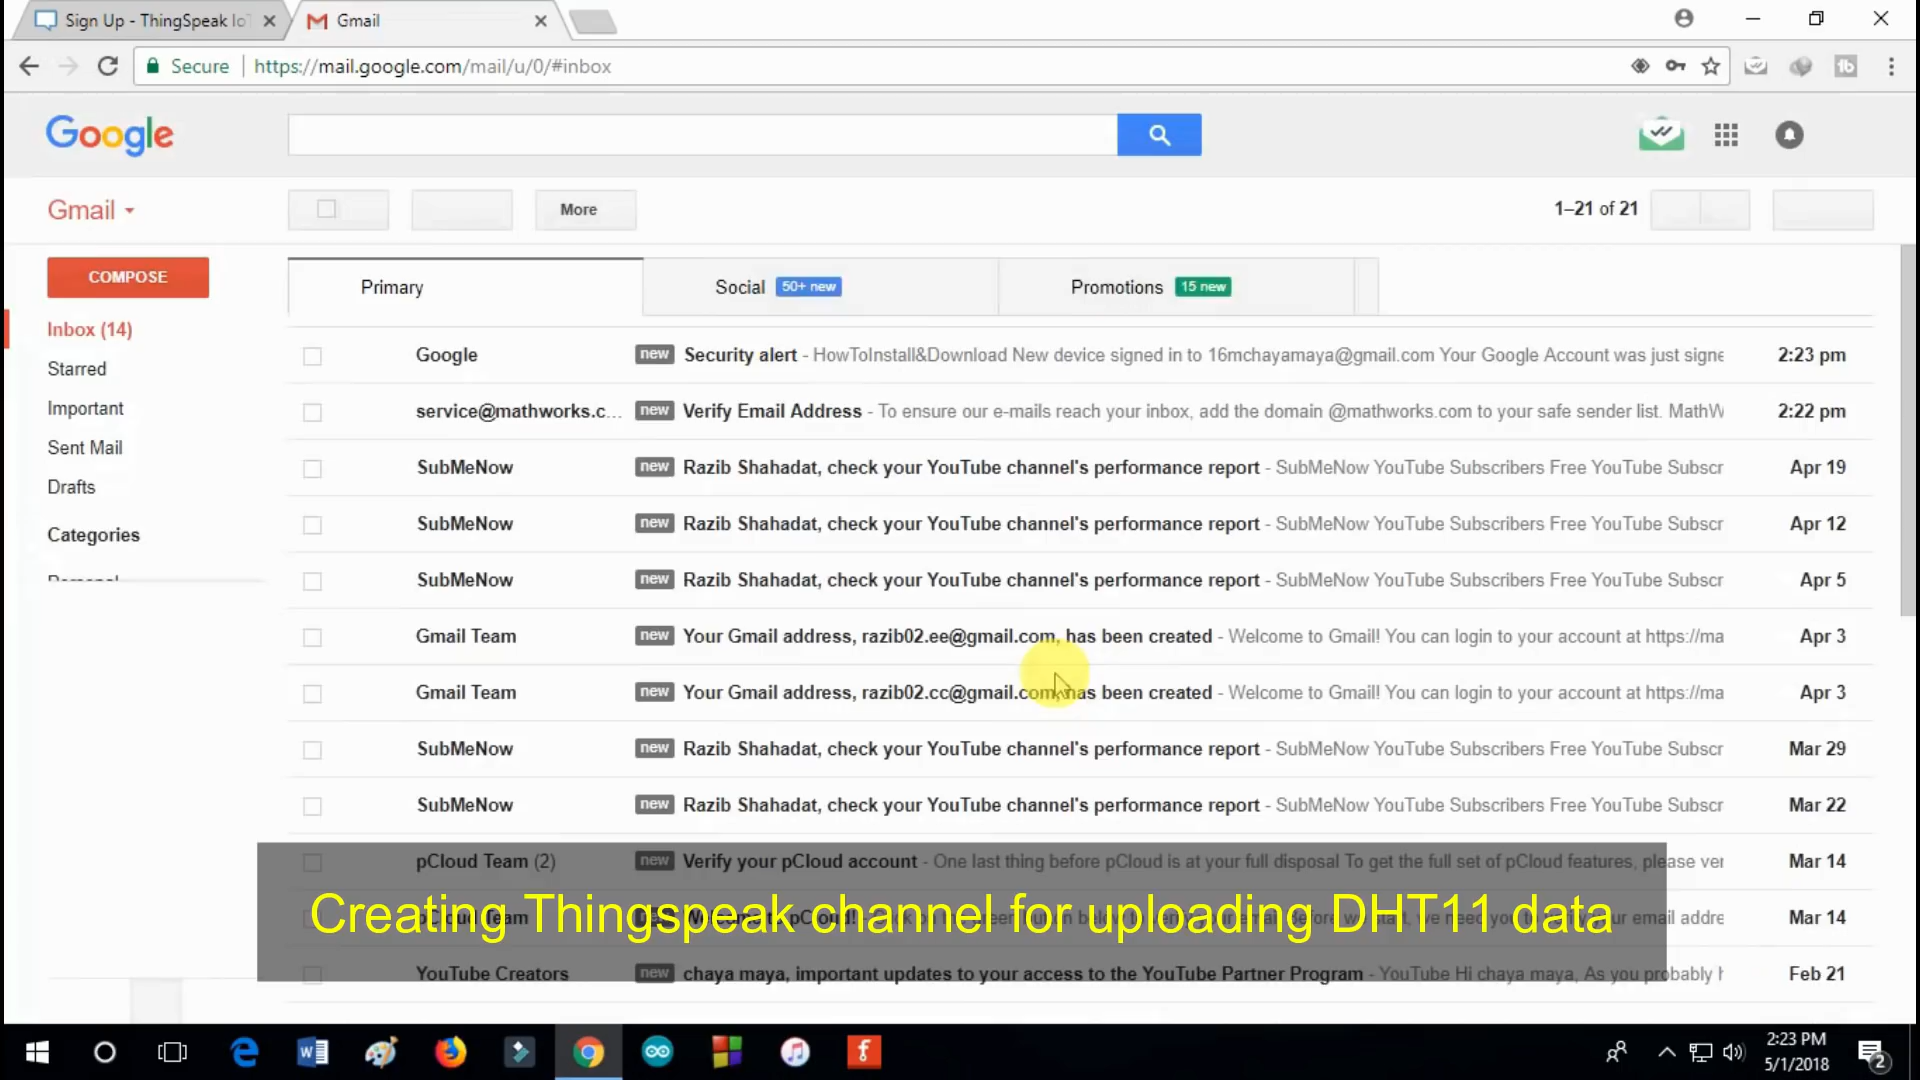 Sign Up - ThingSpeak IoT
Gmail
Secure https://mail.google.com/mail/u/0/#inbox
Google
Gmail More 1–21 of 21
COMPOSE
Primary Social 50+ new Promotions 15 new
Inbox (14)
Starred
Important
Sent Mail
Drafts
Categories
Personal
Google new Security alert - HowToInstall&Download New device signed in to 16mchayamaya@gmail.com Your Google Account was just signe 2:23 pm
service@mathworks.c... new Verify Email Address - To ensure our e-mails reach your inbox, add the domain @mathworks.com to your safe sender list. MathW 2:22 pm
SubMeNow new Razib Shahadat, check your YouTube channel's performance report - SubMeNow YouTube Subscribers Free YouTube Subscr Apr 19
SubMeNow new Razib Shahadat, check your YouTube channel's performance report - SubMeNow YouTube Subscribers Free YouTube Subscr Apr 12
SubMeNow new Razib Shahadat, check your YouTube channel's performance report - SubMeNow YouTube Subscribers Free YouTube Subscr Apr 5
Gmail Team new Your Gmail address, razib02.ee@gmail.com, has been created - Welcome to Gmail! You can login to your account at https://ma Apr 3
Gmail Team new Your Gmail address, razib02.cc@gmail.com, has been created - Welcome to Gmail! You can login to your account at https://ma Apr 3
SubMeNow new Razib Shahadat, check your YouTube channel's performance report - SubMeNow YouTube Subscribers Free YouTube Subscr Mar 29
SubMeNow new Razib Shahadat, check your YouTube channel's performance report - SubMeNow YouTube Subscribers Free YouTube Subscr Mar 22
pCloud Team (2) new Verify your pCloud account - One last thing before pCloud is at your full disposal To get the full set of pCloud features, please ver Mar 14
Creating Thingspeak channel for uploading DHT11 data
pCloud Team Welcome to pCloud! email addre Mar 14
YouTube Creators new chaya maya, important updates to your access to the YouTube Partner Program - YouTube Hi chaya maya, As you probably h Feb 21
2:23 PM
5/1/2018
2